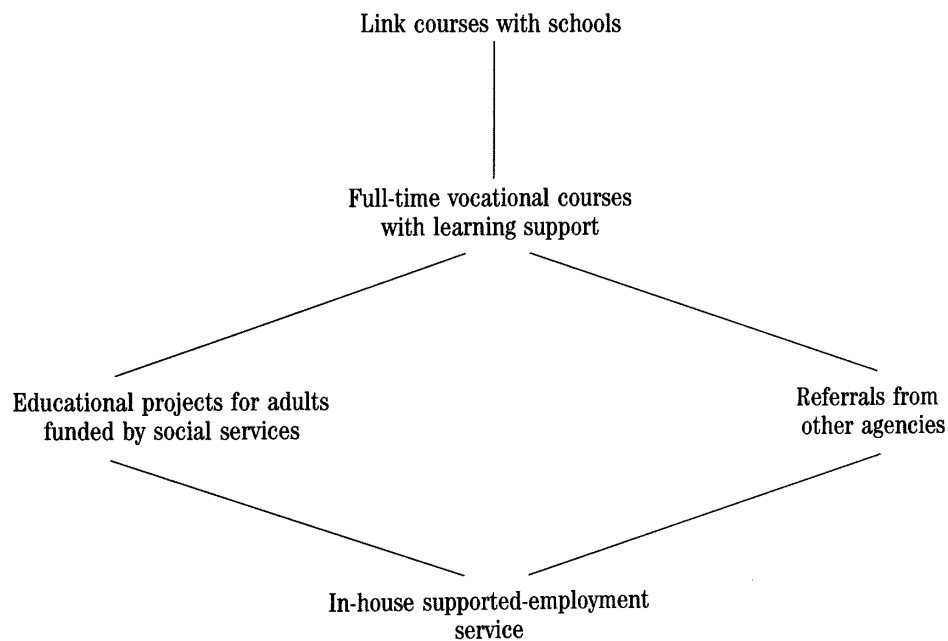 Link courses with schools
Full-time vocational courses
with learning support
Educational projects for adults
funded by social services
Referrals from
other agencies
In-house supported-employment
service